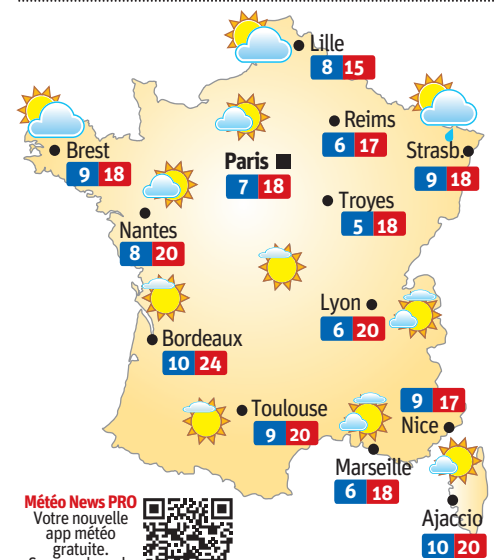 Lille
8 15
Reims
6 17
Strasb.
9 18
Brest
9 18
Paris
7 18
Troyes
5 18
Nantes
8 20
Lyon
6 20
Bordeaux
10 24
9 17
Nice
Toulouse
9 20
Marseille
6 18
Ajaccio
10 20
Météo News PRO
Votre nouvelle
app météo
gratuite.